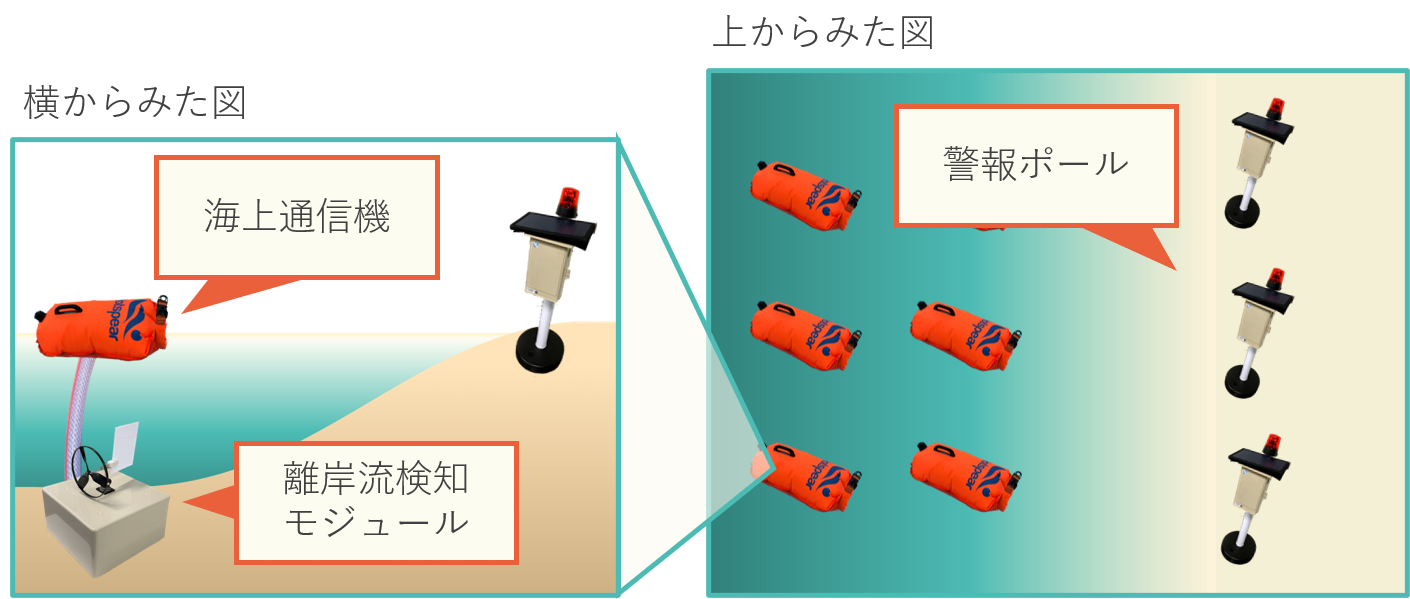 上からみた図
横からみた図
海上通信機
警報ポール
離岸流検知
モジュール